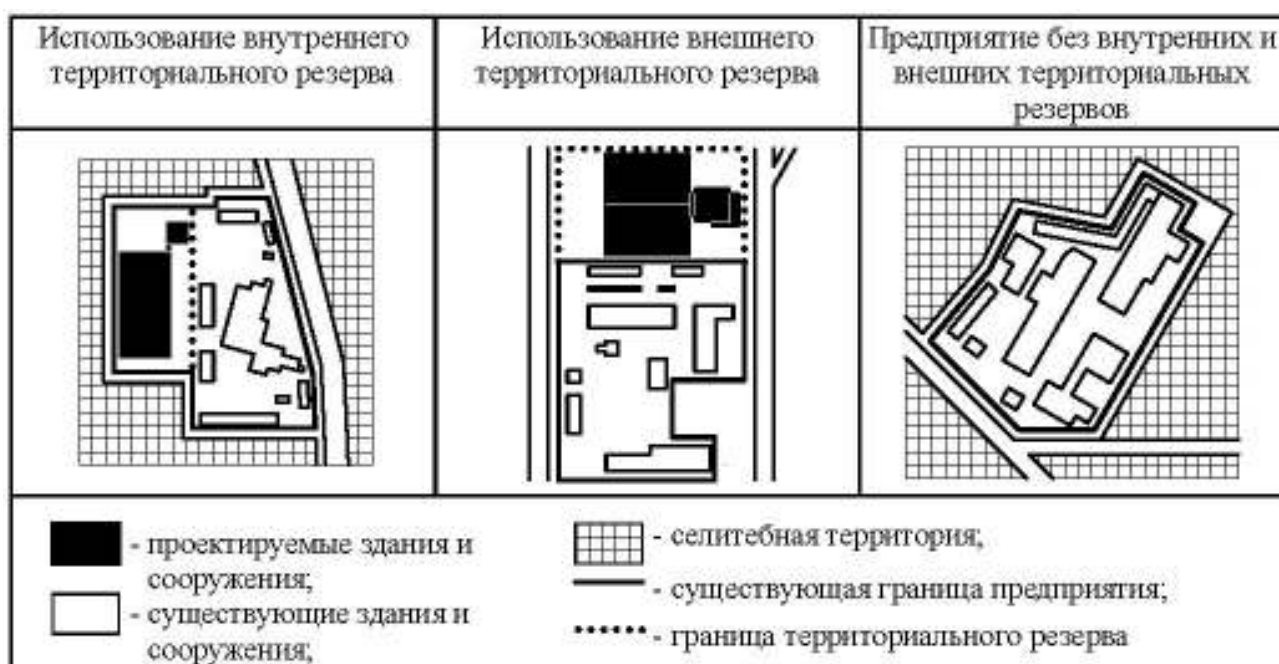 Использование внутреннего
территориального резерва
Использование внешнего
территориального резерва
Предприятие без внутренних и
внешних территориальных
резервов
- проектируемые здания и
сооружения;
- существующие здания и
сооружения;
- селитебная территория;
- существующая граница предприятия;
- граница территориального резерва